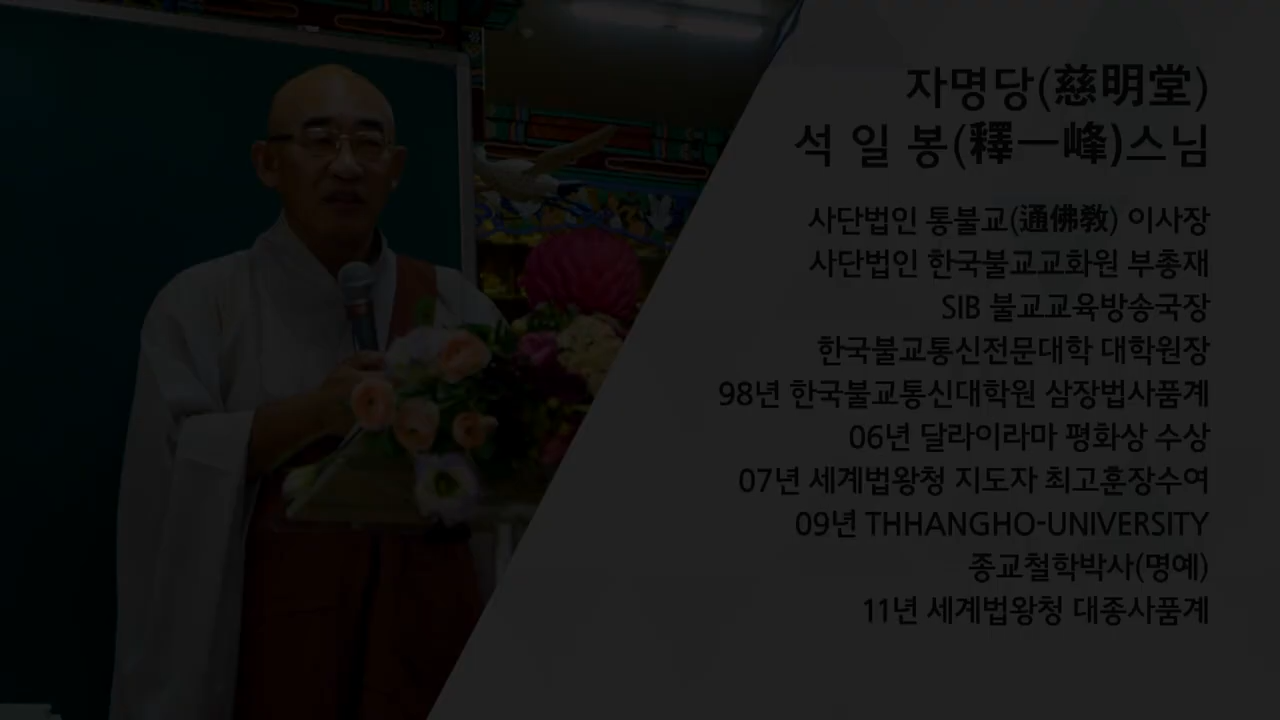 자명당(慈明堂)
석 일 봉(釋一峰)스님
사단법인 통불교(通佛敎) 이사장
사단법인 한국불교교화원 부총재
SIB 불교교육방송국장
한국불교통신전문대학 대학원장
98년 한국불교통신대학원 삼장법사품계
06년 달라이라마 평화상 수상
07년 세계법왕청 지도자 최고훈장수여
09년 THHANGHO-UNIVERSITY
종교철학박사(명예)
11년 세계법왕청 대종사품계